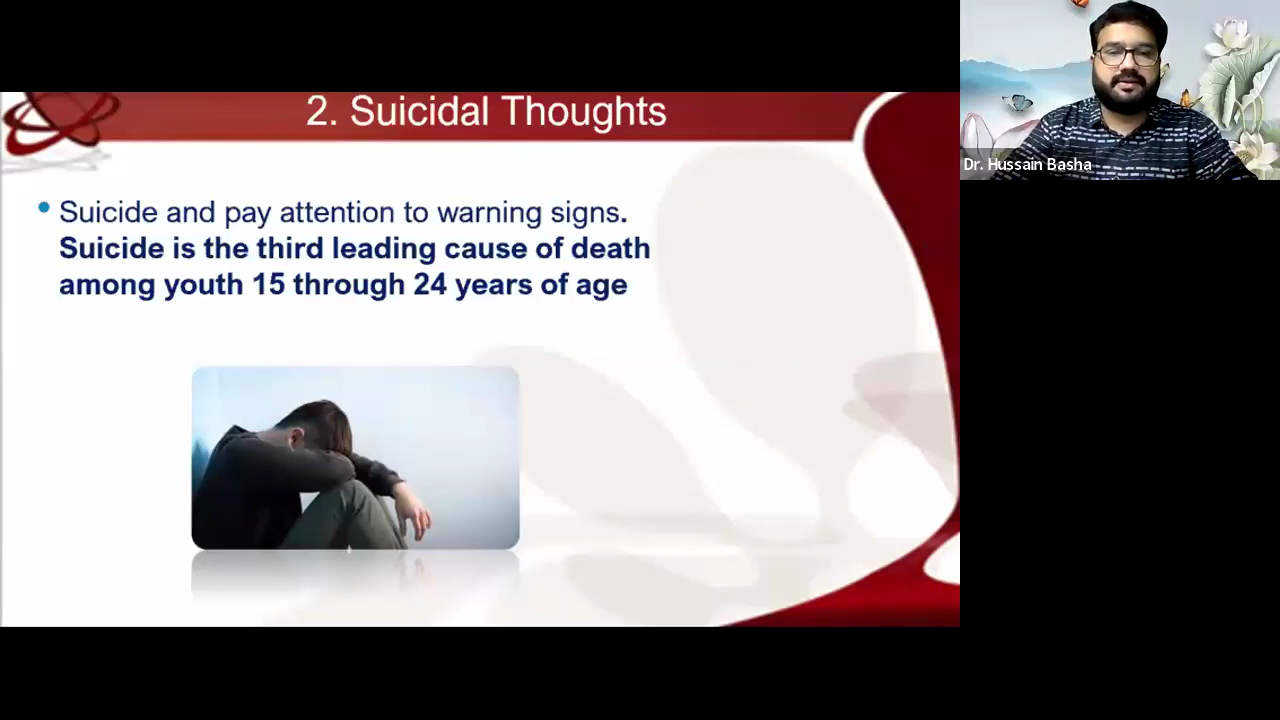 2. Suicidal Thoughts
Suicide and pay attention to warning signs.
Suicide is the third leading cause of death
among youth 15 through 24 years of age
Dr. Hussain Basha